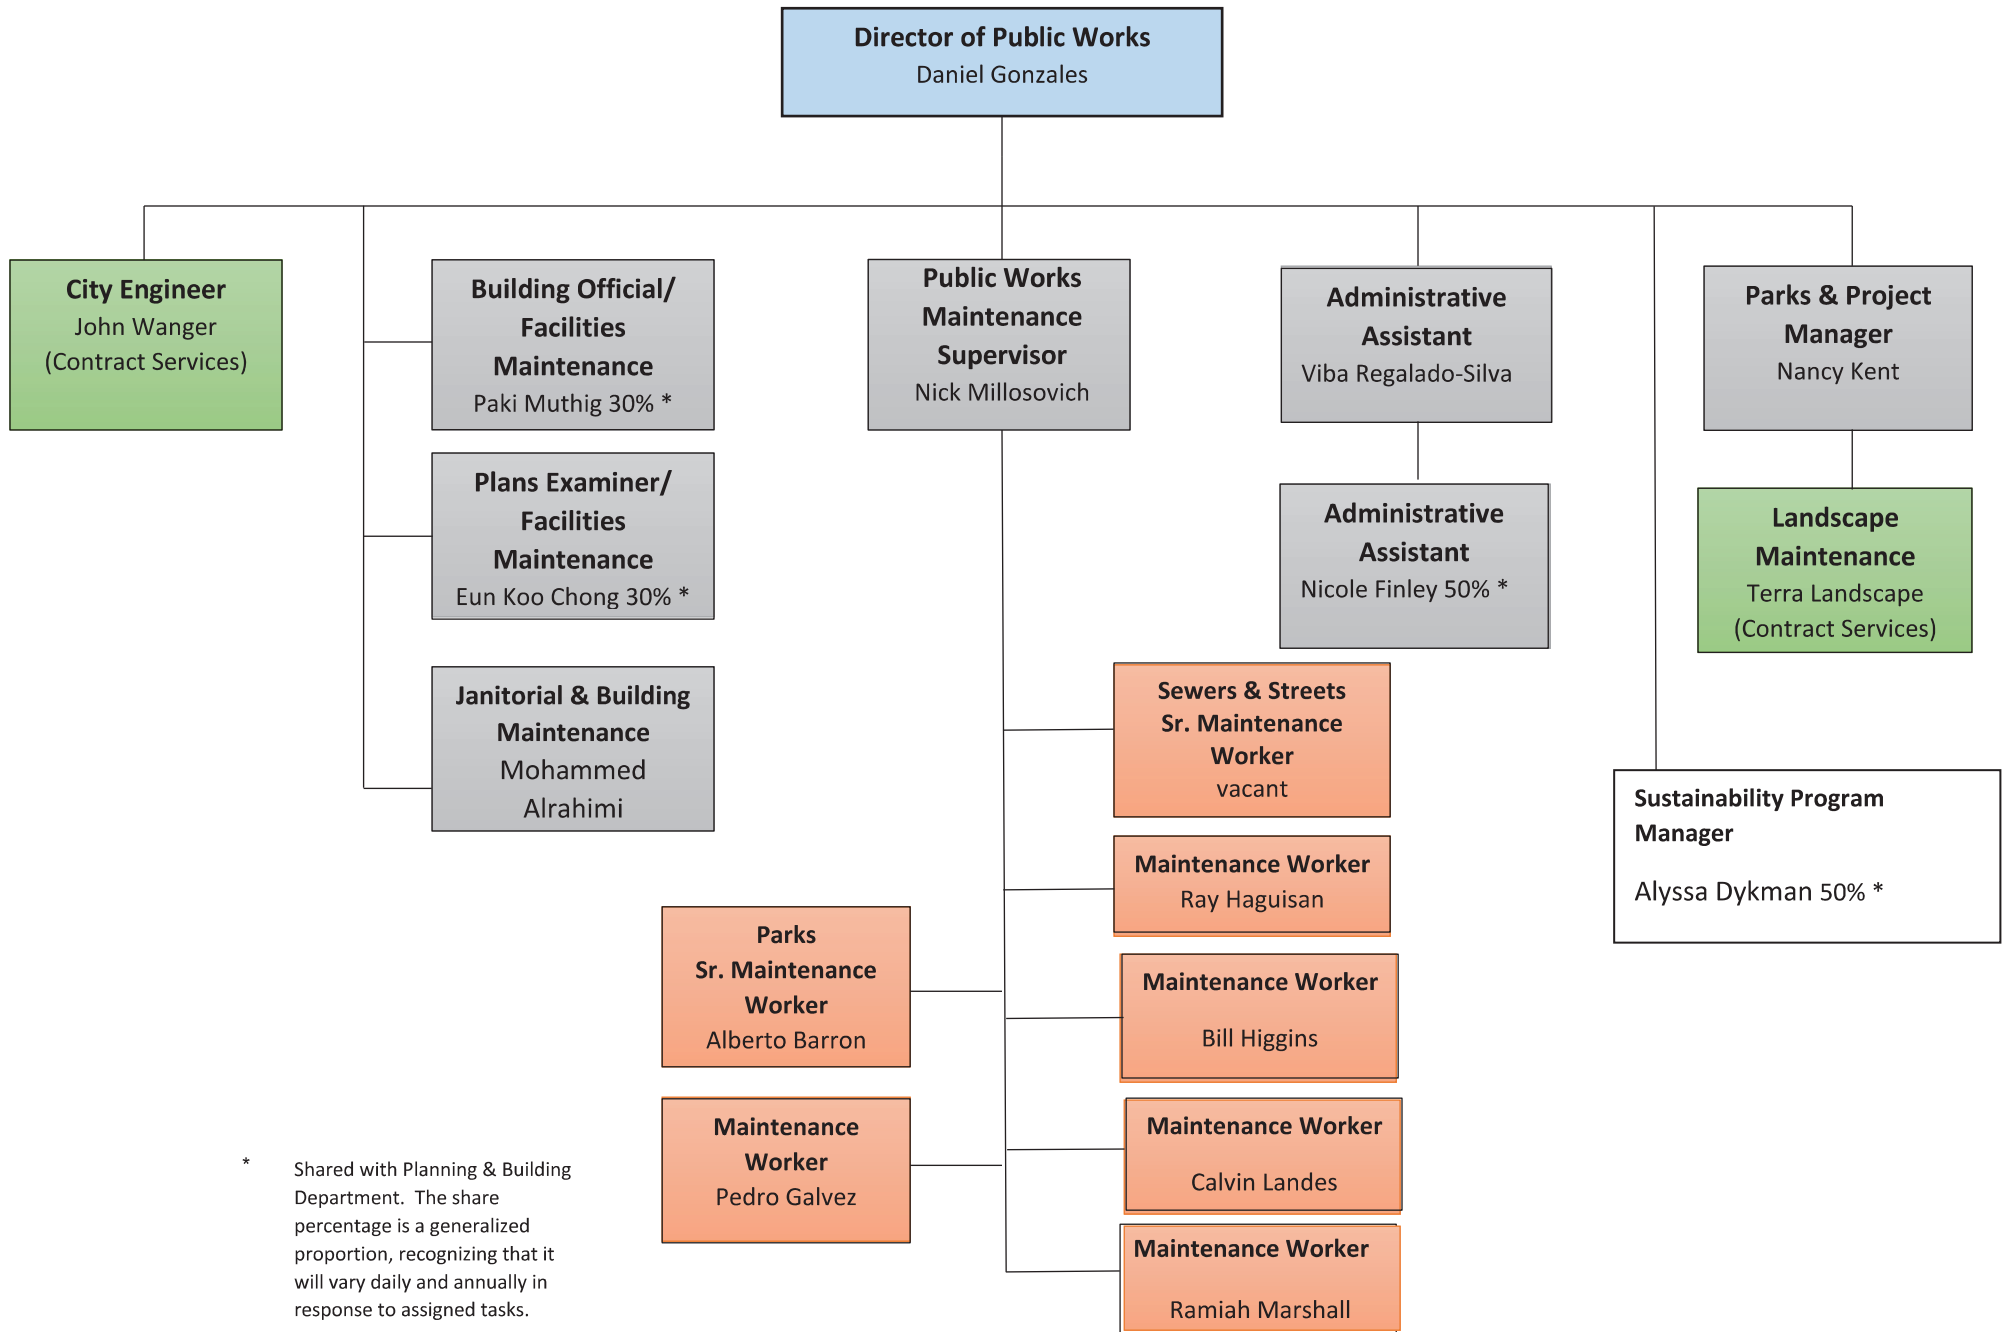 Director of Public Works
Daniel Gonzales
City Engineer
John Wanger
(Contract Services)
Building Official/
Facilities
Maintenance
Paki Muthig 30% *
Plans Examiner/
Facilities
Maintenance
Eun Koo Chong 30% *
Janitorial & Building
Maintenance
Mohammed
Alrahimi
Public Works
Maintenance
Supervisor
Nick Millosovich
Administrative
Assistant
Viba Regalado-Silva
Administrative
Assistant
Nicole Finley 50% *
Parks & Project
Manager
Nancy Kent
Landscape
Maintenance
Terra Landscape
(Contract Services)
Sewers & Streets
Sr. Maintenance
Worker
vacant
Maintenance Worker
Ray Haguisan
Maintenance Worker
Bill Higgins
Maintenance Worker
Calvin Landes
Maintenance Worker
Ramiah Marshall
Parks
Sr. Maintenance
Worker
Alberto Barron
Maintenance
Worker
Pedro Galvez
Sustainability Program
Manager
Alyssa Dykman 50% *
* Shared with Planning & Building
Department. The share
percentage is a generalized
proportion, recognizing that it
will vary daily and annually in
response to assigned tasks.